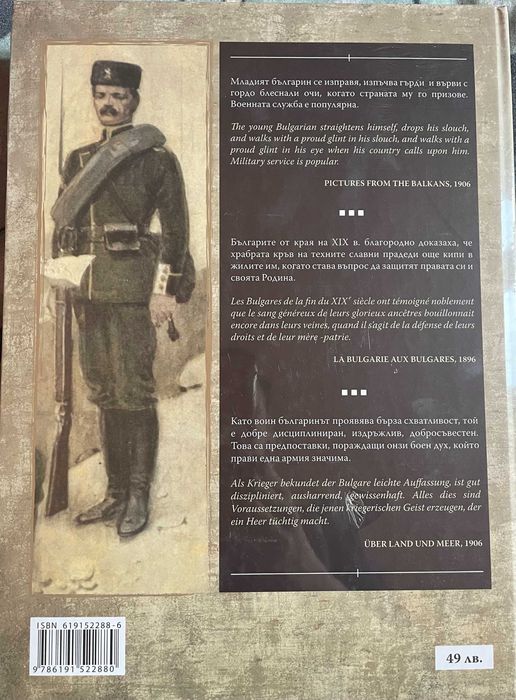 Младият българин се изправя, изпъчва гърди и върви с
гордо блеснали очи, когато страната му го призове.
Военната служба е популярна.
The young Bulgarian straightens himself, drops his slouch,
and walks with a proud glint in his slouch, and walks with a
proud glint in his eye when his country calls upon him.
Military service is popular.
PICTURES FROM THE BALKANS, 1906
Българите от края на XIX в. благородно доказаха, че
храбрата кръв на техните славни прадеди още кипи в
жилите им, когато става въпрос да защитят правата си и
своята Родина.
Les Bulgares de la fin du XIXᵉ siècle ont témoigné noblement
que le sang généreux de leurs glorieux ancêtres bouillonnait
encore dans leurs veines, quand il s'agit de la défense de leurs
droits et de leur mère -patrie.
LA BULGARIE AUX BULGARES, 1896
Като воин българинът проявява бърза схватливост, той
е добре дисциплиниран, издръжлив, добросъвестен.
Това са предпоставки, пораждащи онзи боен дух, който
прави една армия значима.
Als Krieger bekundet der Bulgare leichte Auffassung, ist gut
diszipliniert, ausharrend, gewissenhaft. Alles dies sind
Voraussetzungen, die jenen kriegerischen Geist erzeugen, der
ein Heer tüchtig macht.
ÜBER LAND UND MEER, 1906
ISBN 619152288-6
9 786191 522880
49 лв.